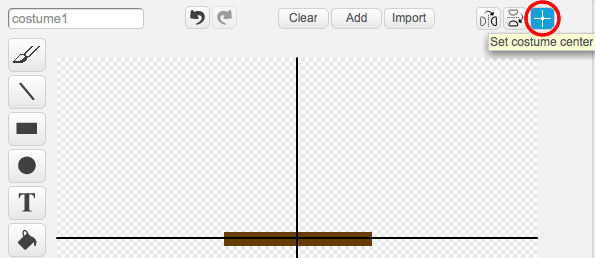 costume1
Clear
Add
Import
Set costume center
T